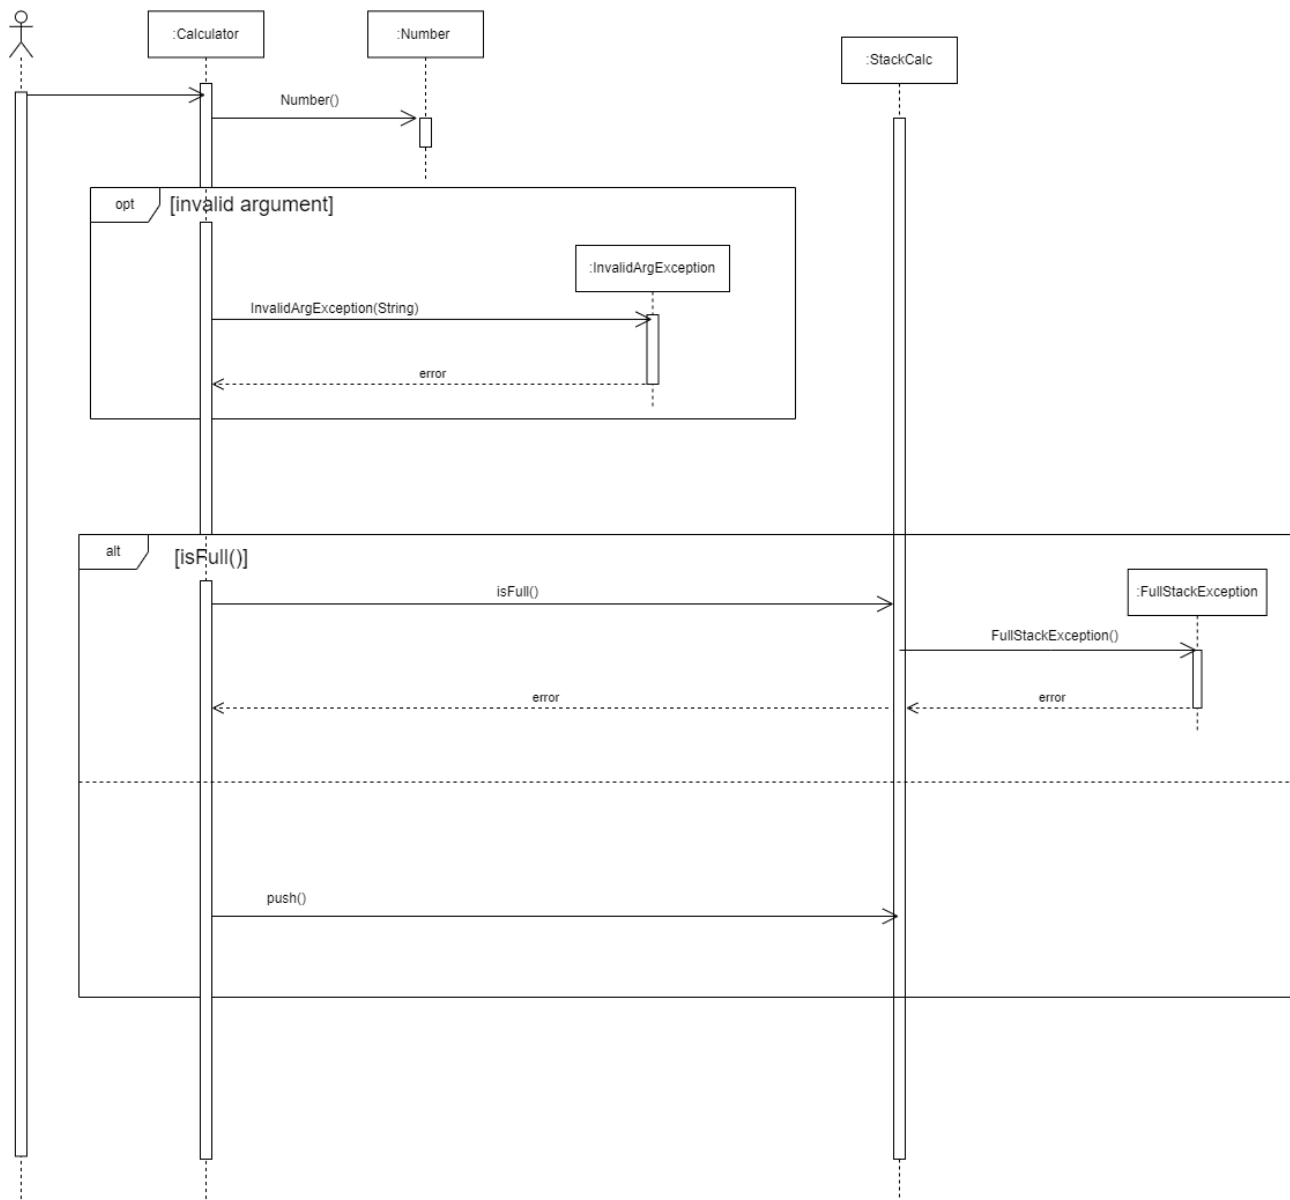 :Calculator
:Number
:StackCalc
Number()
opt
[invalid argument]
:InvalidArgException
InvalidArgException(String)
error
alt
[isFull()]
isFull()
:FullStackException
FullStackException()
error
error
push()